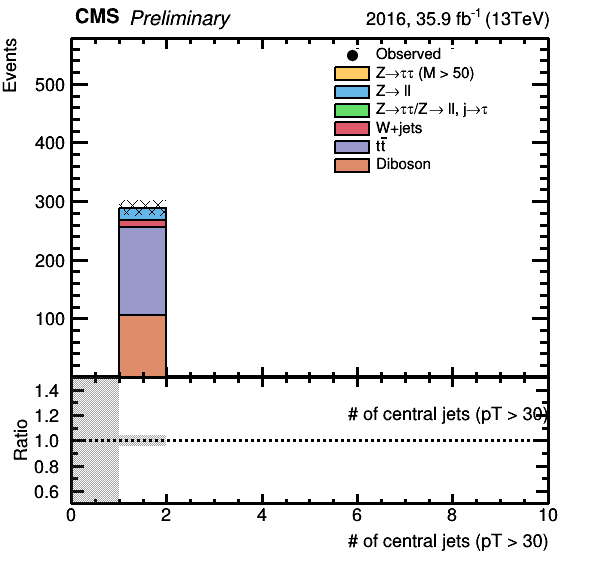 CMS Preliminary 2016, 35.9 fb⁻¹ (13TeV)
Events
Observed
Z→ττ (M > 50)
Z→ ll
Z→ττ/Z→ ll, j→τ
W+jets
tt̄
Diboson
500
400
300
200
100
Ratio
1.4
1.2
1.0
0.8
0.6
# of central jets (pT > 30)
0 2 4 6 8 10
# of central jets (pT > 30)